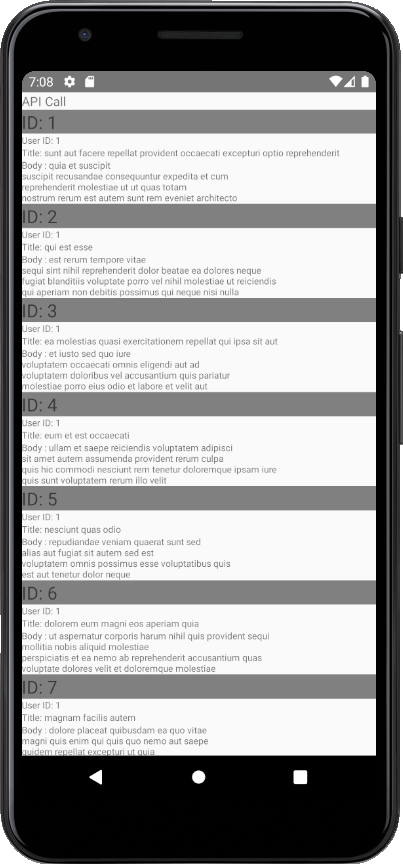 7:08
API Call
ID: 1
User ID: 1
Title: sunt aut facere repellat provident occaecati excepturi optio reprehenderit
Body : quia et suscipit
suscipit recusandae consequuntur expedita et cum
reprehenderit molestiae ut ut quas totam
nostrum rerum est autem sunt rem eveniet architecto
ID: 2
User ID: 1
Title: qui est esse
Body : est rerum tempore vitae
sequi sint nihil reprehenderit dolor beatae ea dolores neque
fugiat blanditiis voluptate porro vel nihil molestiae ut reiciendis
qui aperiam non debitis possimus qui neque nisi nulla
ID: 3
User ID: 1
Title: ea molestias quasi exercitationem repellat qui ipsa sit aut
Body : et iusto sed quo iure
voluptatem occaecati omnis eligendi aut ad
voluptatem doloribus vel accusantium quis pariatur
molestiae porro eius odio et labore et velit aut
ID: 4
User ID: 1
Title: eum et est occaecati
Body : ullam et saepe reiciendis voluptatem adipisci
sit amet autem assumenda provident rerum culpa
quis hic commodi nesciunt rem tenetur doloremque ipsam iure
quis sunt voluptatem rerum illo velit
ID: 5
User ID: 1
Title: nesciunt quas odio
Body : repudiandae veniam quaerat sunt sed
alias aut fugiat sit autem sed est
voluptatem omnis possimus esse voluptatibus quis
est aut tenetur dolor neque
ID: 6
User ID: 1
Title: dolorem eum magni eos aperiam quia
Body : ut aspernatur corporis harum nihil quis provident sequi
mollitia nobis aliquid molestiae
perspiciatis et ea nemo ab reprehenderit accusantium quas
voluptate dolores velit et doloremque molestiae
ID: 7
User ID: 1
Title: magnam facilis autem
Body : dolore placeat quibusdam ea quo vitae
magni quis enim qui quis quo nemo aut saepe
quidem repellat excepturi ut quia